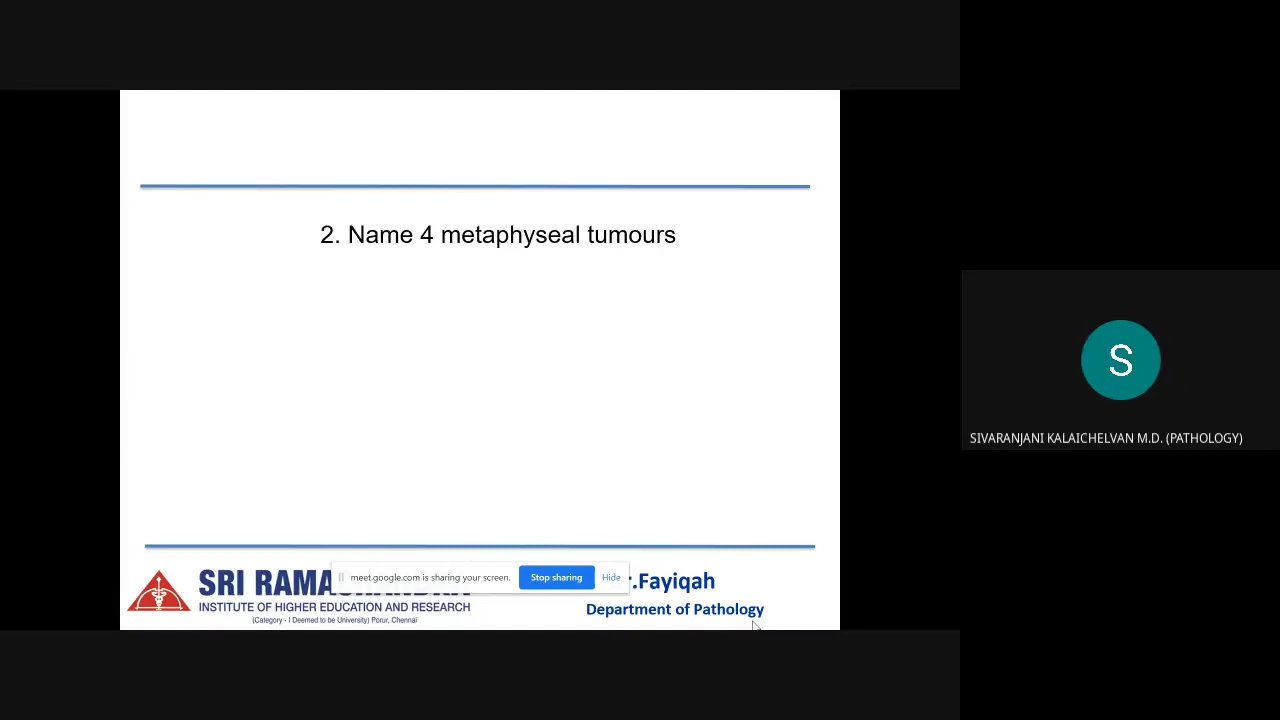 2. Name 4 metaphyseal tumours
SRI RAMA
meet.google.com is sharing your screen. Stop sharing Hide
.Fayiqah
INSTITUTE OF HIGHER EDUCATION AND RESEARCH
Department of Pathology
(Category - I Deemed to be University) Porur, Chennai
S
SIVARANJANI KALAICHELVAN M.D. (PATHOLOGY)